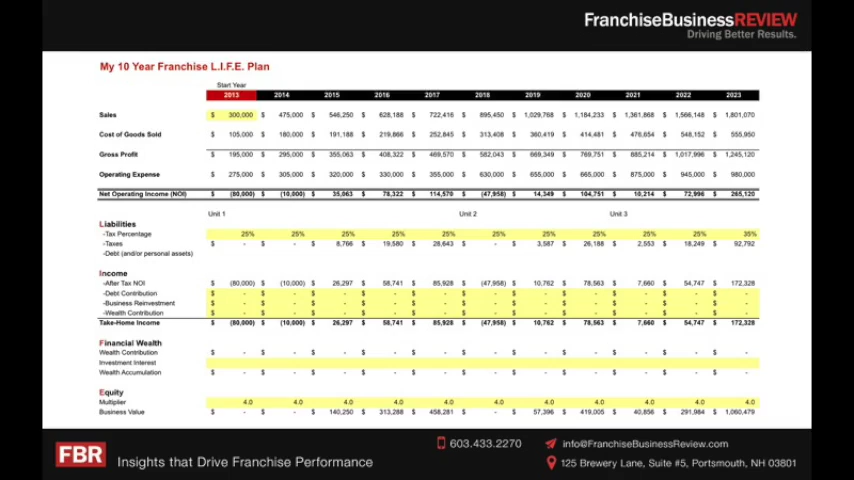 FranchiseBusinessREVIEW
Driving Better Results.
My 10 Year Franchise L.I.F.E. Plan
Start Year
2013 2014 2015 2016 2017 2018 2019 2020 2021 2022 2023
Sales $ 300,000 $ 475,000 $ 546,250 $ 628,188 $ 722,416 $ 895,450 $ 1,029,768 $ 1,184,233 $ 1,361,868 $ 1,566,148 $ 1,801,070
Cost of Goods Sold $ 105,000 $ 180,000 $ 191,188 $ 219,866 $ 252,845 $ 313,408 $ 360,419 $ 414,481 $ 476,654 $ 548,152 $ 555,950
Gross Profit $ 195,000 $ 295,000 $ 355,063 $ 408,322 $ 469,570 $ 582,043 $ 669,349 $ 769,751 $ 885,214 $ 1,017,996 $ 1,245,120
Operating Expense $ 275,000 $ 305,000 $ 320,000 $ 330,000 $ 355,000 $ 630,000 $ 655,000 $ 665,000 $ 875,000 $ 945,000 $ 980,000
Net Operating Income (NOI) $ (80,000) $ (10,000) $ 35,063 $ 78,322 $ 114,570 $ (47,958) $ 14,349 $ 104,751 $ 10,214 $ 72,996 $ 265,120
Unit 1 Unit 2 Unit 3
Liabilities
-Tax Percentage 25% 25% 25% 25% 25% 25% 25% 25% 25% 25% 35%
-Taxes $ - $ - $ 8,766 $ 19,580 $ 28,643 $ - $ 3,587 $ 26,188 $ 2,553 $ 18,249 $ 92,792
-Debt (and/or personal assets)
Income
-After Tax NOI $ (80,000) $ (10,000) $ 26,297 $ 58,741 $ 85,928 $ (47,958) $ 10,762 $ 78,563 $ 7,660 $ 54,747 $ 172,328
-Debt Contribution $ - $ - $ - $ - $ - $ - $ - $ - $ - $ - $ -
-Business Reinvestment $ - $ - $ - $ - $ - $ - $ - $ - $ - $ - $ -
-Wealth Contribution $ - $ - $ - $ - $ - $ - $ - $ - $ - $ - $ -
Take-Home Income $ (80,000) $ (10,000) $ 26,297 $ 58,741 $ 85,928 $ (47,958) $ 10,762 $ 78,563 $ 7,660 $ 54,747 $ 172,328
Financial Wealth
Wealth Contribution $ - $ - $ - $ - $ - $ - $ - $ - $ - $ - $ -
Investment Interest
Wealth Accumulation $ - $ - $ - $ - $ - $ - $ - $ - $ - $ - $ -
Equity
Multiplier 4.0 4.0 4.0 4.0 4.0 4.0 4.0 4.0 4.0 4.0 4.0
Business Value $ - $ - $ 140,250 $ 313,288 $ 458,281 $ - $ 57,396 $ 419,005 $ 40,856 $ 291,984 $ 1,060,479
FBR Insights that Drive Franchise Performance
603.433.2270 info@FranchiseBusinessReview.com
125 Brewery Lane, Suite #5, Portsmouth, NH 03801